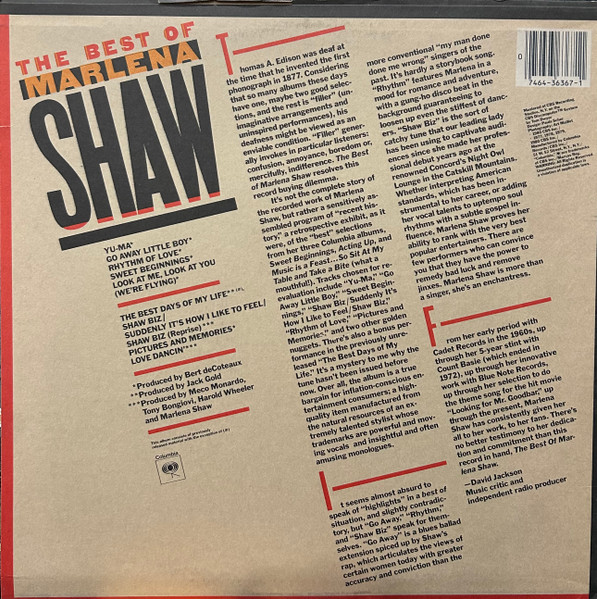 THE BEST OF
MARLENA
SHAW
YU-MA*
GO AWAY LITTLE BOY*
RHYTHM OF LOVE*
SWEET BEGINNINGS*
LOOK AT ME, LOOK AT YOU
(WE'RE FLYING)*
THE BEST DAYS OF MY LIFE**
SHAW BIZ/
SUDDENLY IT'S HOW I LIKE TO FEEL/
SHAW BIZ (Reprise)***
PICTURES AND MEMORIES*
LOVE DANCIN'***
*Produced by Bert deCoteaux
**Produced by Jack Gold
***Produced by Meco Monardo,
Tony Bongiovi, Harold Wheeler
and Marlena Shaw
This album consists of previously
released material with the exception of
Columbia
Thomas A. Edison was deaf at
the time that he invented the first
phonograph in 1877. Considering
that so many albums these days
have one, maybe two good selec-
tions, and the rest is "filler" (un-
imaginative arrangements and
uninspired performances), his
deafness might be viewed as an
enviable condition. "Filler" gener-
ally invokes in particular listeners:
confusion, annoyance, boredom or,
mercifully, indifference. The Best
of Marlena Shaw resolves this
record buying dilemma.
It's not the complete story of
the recorded work of Marlena
Shaw, but rather a sensitively as-
sembled program of "recent his-
tory," a retrospective exhibit, as it
were, of the "best" selections
from her three Columbia albums,
Sweet Beginnings, Acting Up, and
Music is a Feast...So Sit At My
Table and Take a Bite (what a
mouthful!). Tracks chosen for re-
evaluation include "Yu-Ma," "Go
Away Little Boy," "Sweet Begin-
nings," "Shaw Biz/Suddenly It's
How I Like to Feel/Shaw Biz,"
"Rhythm of Love," "Pictures and
Memories," and two other golden
nuggets. There's also a bonus per-
formance in the previously unre-
leased "The Best Days of My
Life." It's a mystery to me why the
tune hasn't been issued before
now. Over all, the album is a true
bargain for inflation-conscious en-
tertainment consumers; a high-
quality item manufactured from
the natural resources of an ex-
tremely talented stylist whose
trademarks are powerful and mov-
ing vocals and insightful and often
amusing monologues.
It seems almost absurd to
speak of "highlights" in a best of
situation, and slightly contradic-
tory, but "Go Away," "Rhythm,"
and "Shaw Biz" speak for them-
selves. "Go Away" is a blues ballad
extension spiced up by Shaw's
rap, which articulates the views of
certain women today with greater
accuracy and conviction than the
more conventional "my man done
done me wrong" singers of the
past. It's hardly a storybook song.
"Rhythm" features Marlena in a
mood for romance and adventure,
with a gung-ho disco beat in the
background guaranteeing to
loosen up even the stiffest of danc-
ers. "Shaw Biz" is the sort of
catchy tune that our leading lady
has been using to captivate audi-
ences since she made her profes-
sional debut years ago at the
renowned Concord's Night Owl
Lounge in the Catskill Mountains.
Whether interpreting American
standards, which has been in-
strumental to her career, or adding
her vocal talents to uptempo soul
rhythms with a subtle gospel in-
fluence, Marlena Shaw proves her
ability to rank with the very best
popular entertainers. There are
few performers who can convince
you that they have the power to
remedy bad luck and remove
jinxes. Marlena Shaw is more than
a singer, she's an enchantress.
From her early period with
Cadet Records in the 1960s, up
through her 5-year stint with
Count Basie (which ended in
1972), up through her innovative
work with Blue Note Records,
up through her selection to do
the theme song for the hit movie
"Looking for Mr. Goodbar," up
through the present, Marlena
Shaw has consistently given her
all to her work, to her fans. There's
no better testimony to her dedica-
tion and commitment than this
record in hand, The Best Of Mar-
lena Shaw.
—David Jackson
Music critic and
independent radio producer
0
7464-36367-1